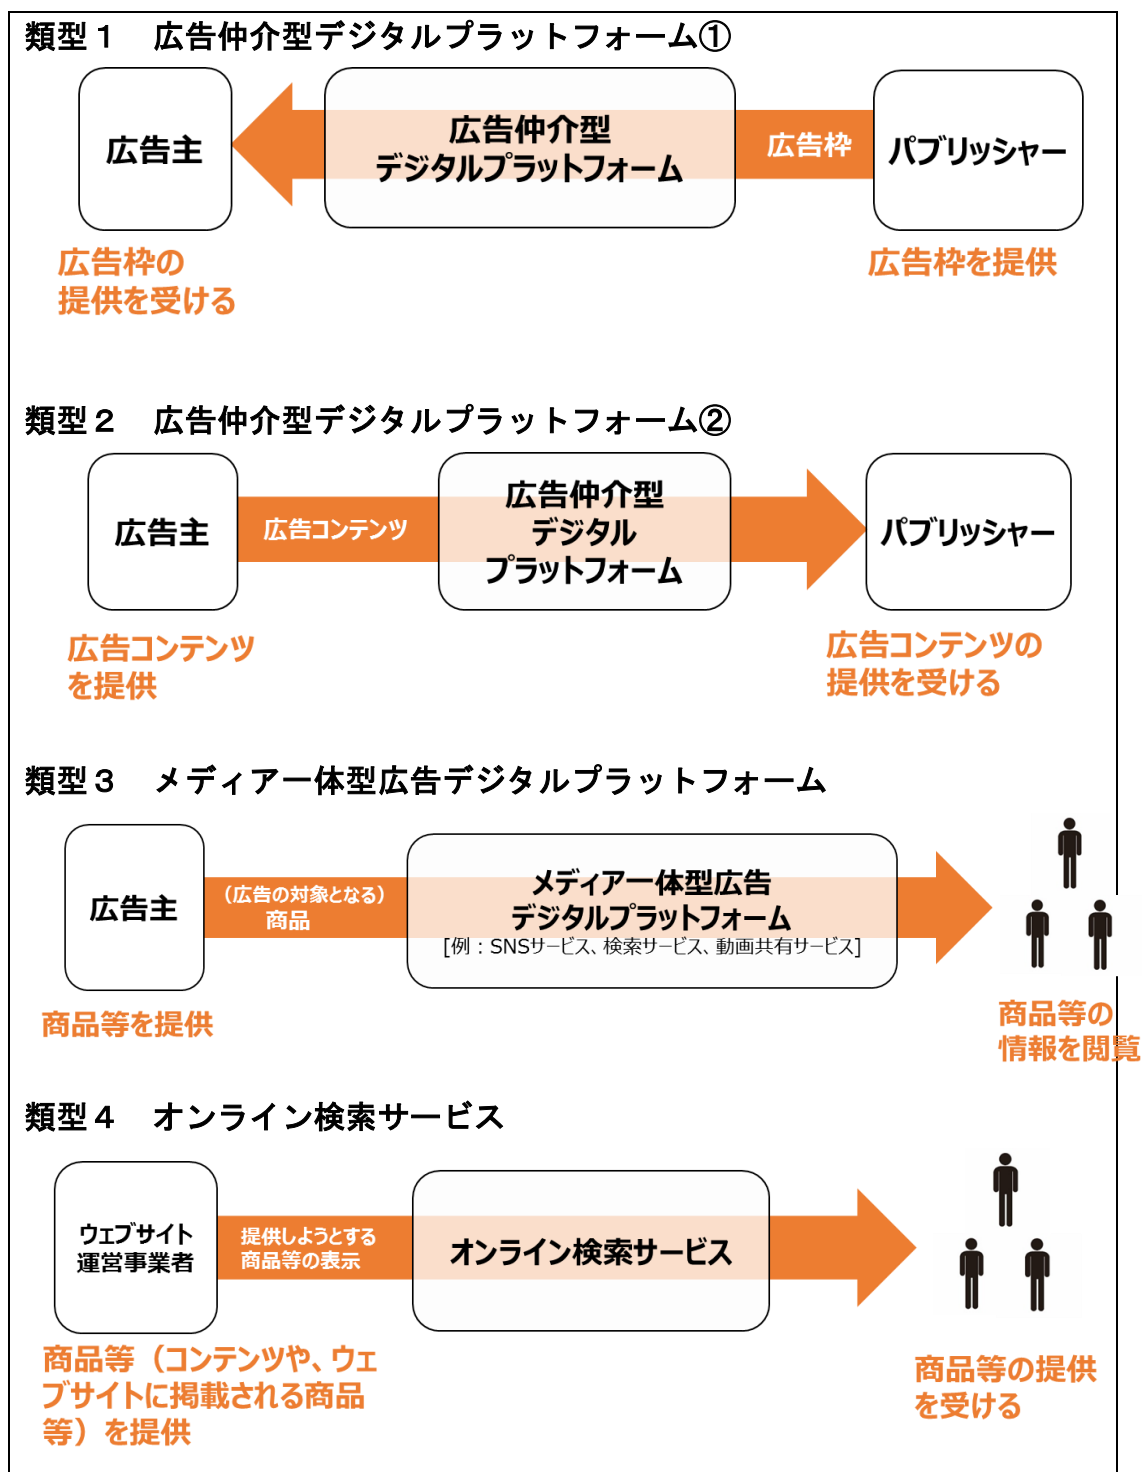 類型１　広告仲介型デジタルプラットフォーム①
広告主
広告仲介型
デジタルプラットフォーム
広告枠
パブリッシャー
広告枠の
提供を受ける
広告枠を提供
類型２　広告仲介型デジタルプラットフォーム②
広告主
広告コンテンツ
広告仲介型
デジタル
プラットフォーム
パブリッシャー
広告コンテンツ
を提供
広告コンテンツの
提供を受ける
類型３　メディア一体型広告デジタルプラットフォーム
広告主
（広告の対象となる）
商品
メディア一体型広告
デジタルプラットフォーム
[例：SNSサービス、検索サービス、動画共有サービス]
商品等を提供
商品等の
情報を閲覧
類型４　オンライン検索サービス
ウェブサイト
運営事業者
提供しようとする
商品等の表示
オンライン検索サービス
商品等（コンテンツや、ウェ
ブサイトに掲載される商品
等）を提供
商品等の提供
を受ける